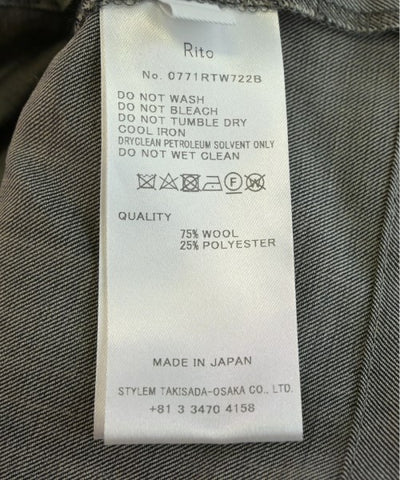 Rito
No. 0771RTW722B
DO NOT WASH
DO NOT BLEACH
DO NOT TUMBLE DRY
COOL IRON
DRYCLEAN PETROLEUM SOLVENT ONLY
DO NOT WET CLEAN
F W
QUALITY
75% WOOL
25% POLYESTER
MADE IN JAPAN
STYLEM TAKISADA-OSAKA CO., LTD.
+81 3 3470 4158